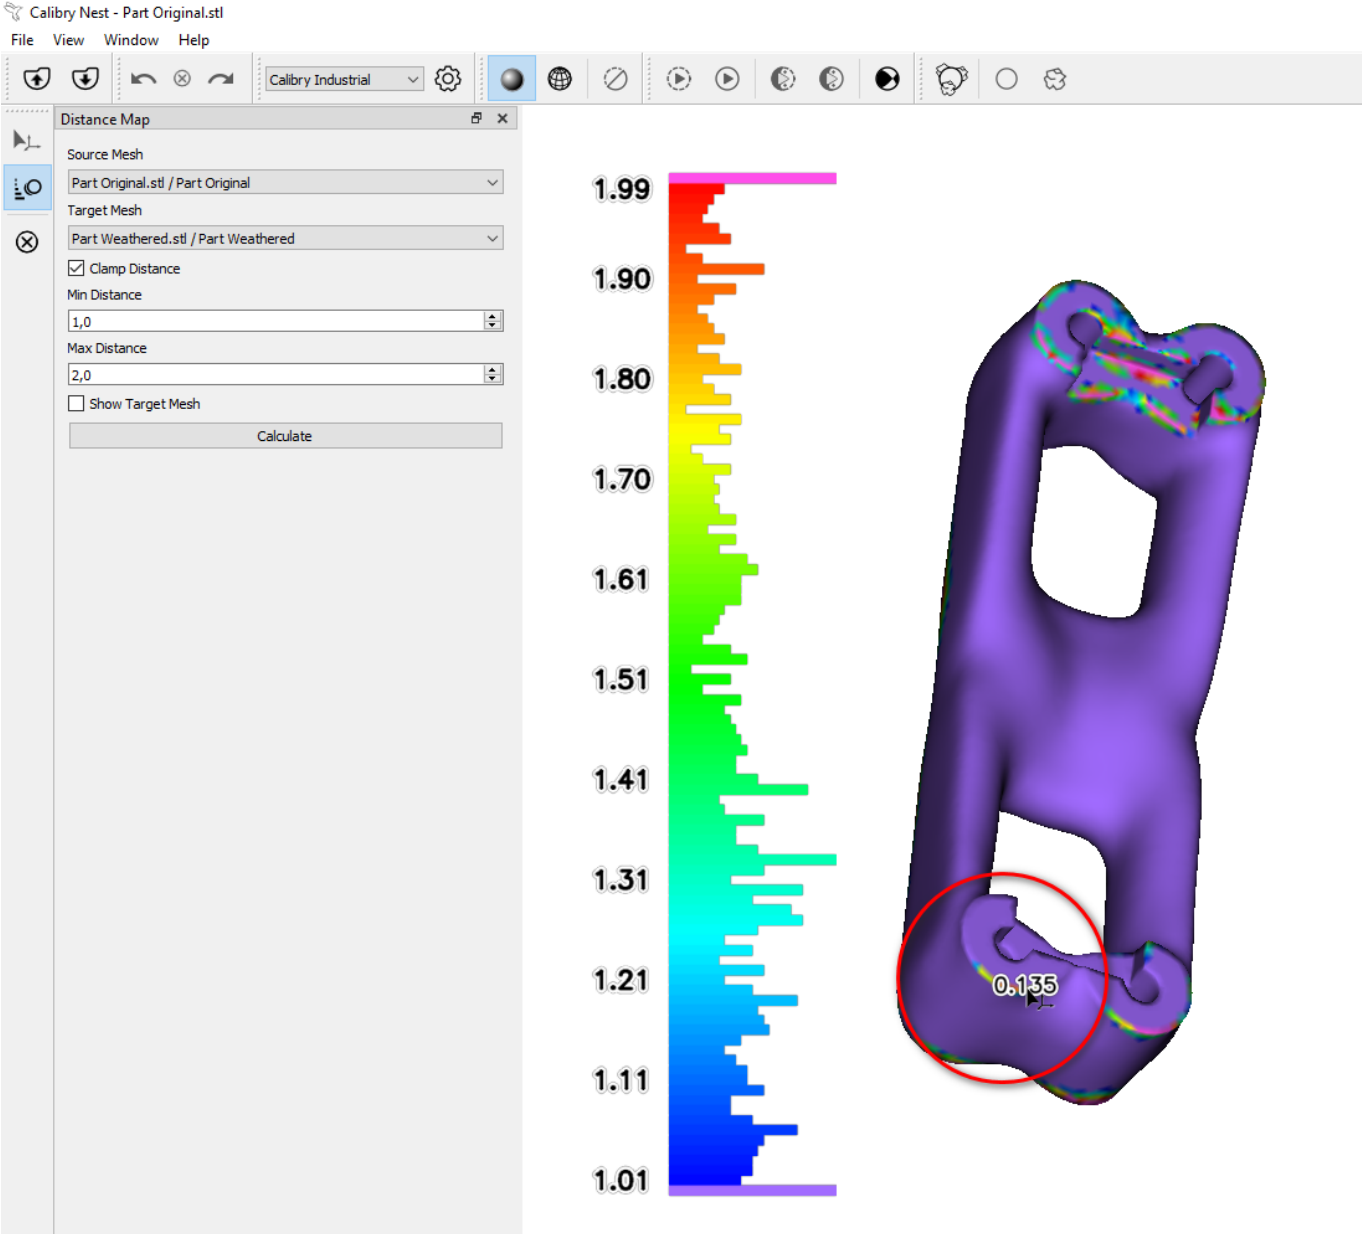 Calibry Nest - Part Original.stl
File View Window Help
Calibry Industrial
Distance Map
Source Mesh
Part Original.stl / Part Original
Target Mesh
Part Weathered.stl / Part Weathered
Clamp Distance
Min Distance
1,0
Max Distance
2,0
Show Target Mesh
Calculate
1.99
1.90
1.80
1.70
1.61
1.51
1.41
1.31
1.21
1.11
1.01
0.135